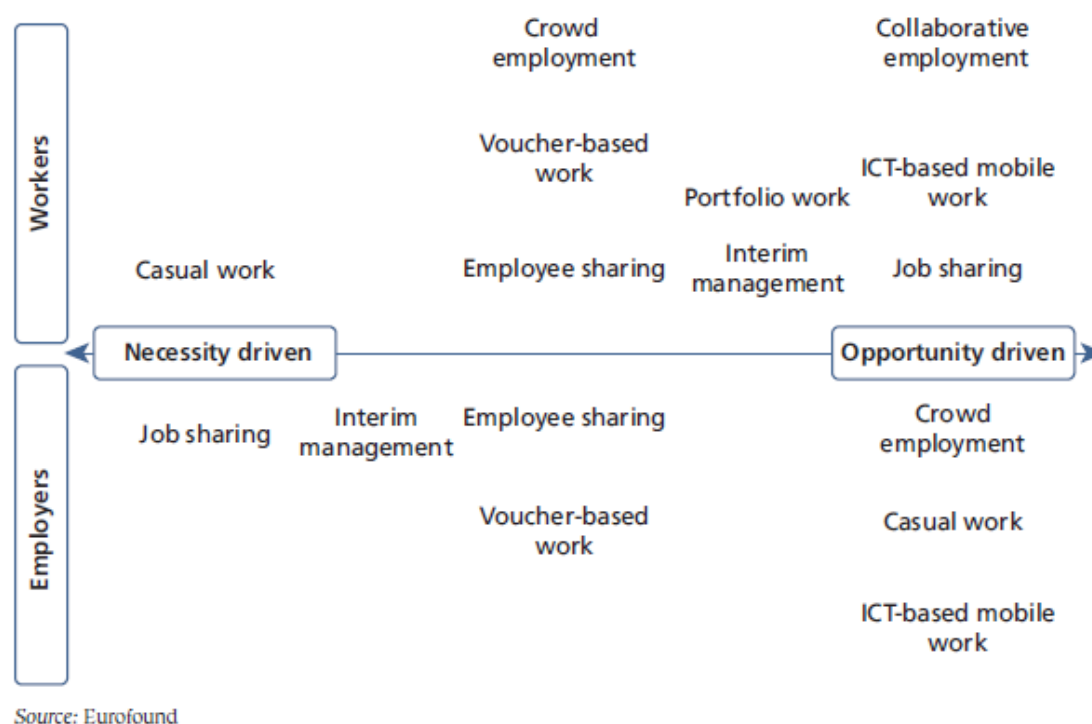 Workers
Crowd
employment
Collaborative
employment
Voucher-based
work
ICT-based mobile
work
Portfolio work
Casual work
Employee sharing
Interim
management
Job sharing
Necessity driven
Opportunity driven
Employers
Job sharing
Interim
management
Employee sharing
Crowd
employment
Voucher-based
work
Casual work
ICT-based mobile
work
Source: Eurofound